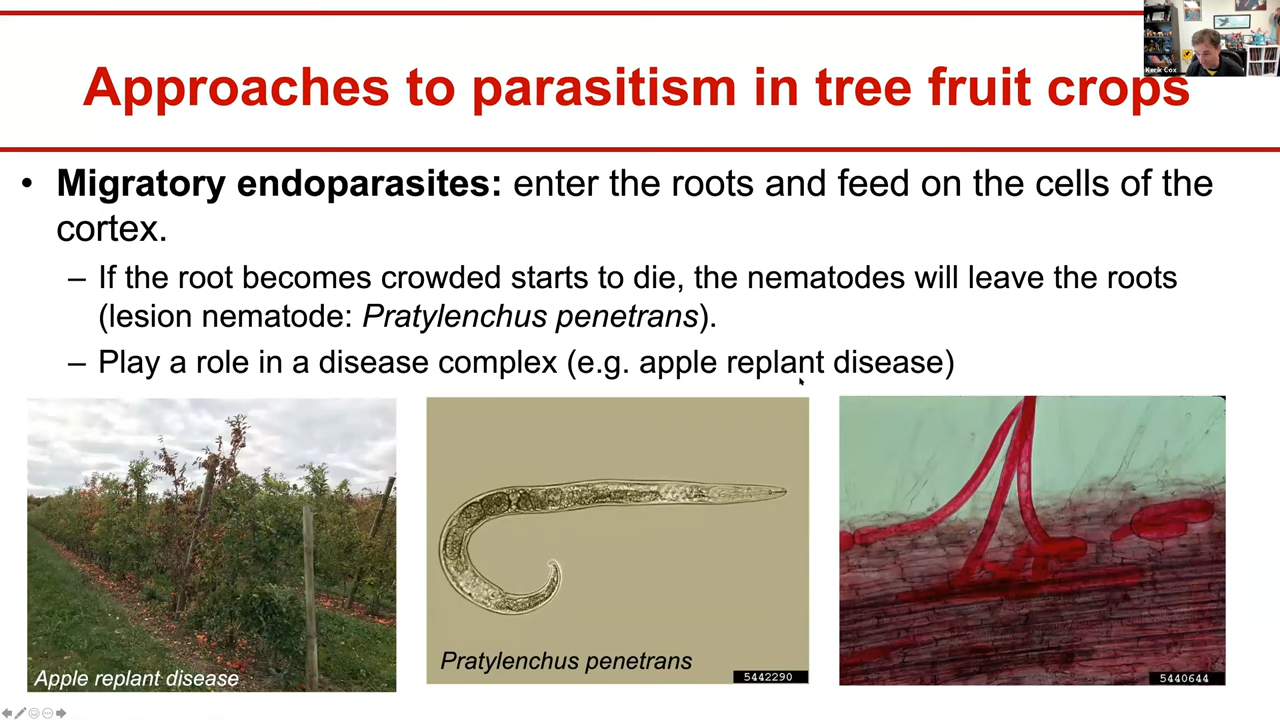 Kerik Cox
Approaches to parasitism in tree fruit crops
• Migratory endoparasites: enter the roots and feed on the cells of the
cortex.
– If the root becomes crowded starts to die, the nematodes will leave the roots
(lesion nematode: Pratylenchus penetrans).
– Play a role in a disease complex (e.g. apple replant disease)
Apple replant disease
Pratylenchus penetrans
5442290
5440644